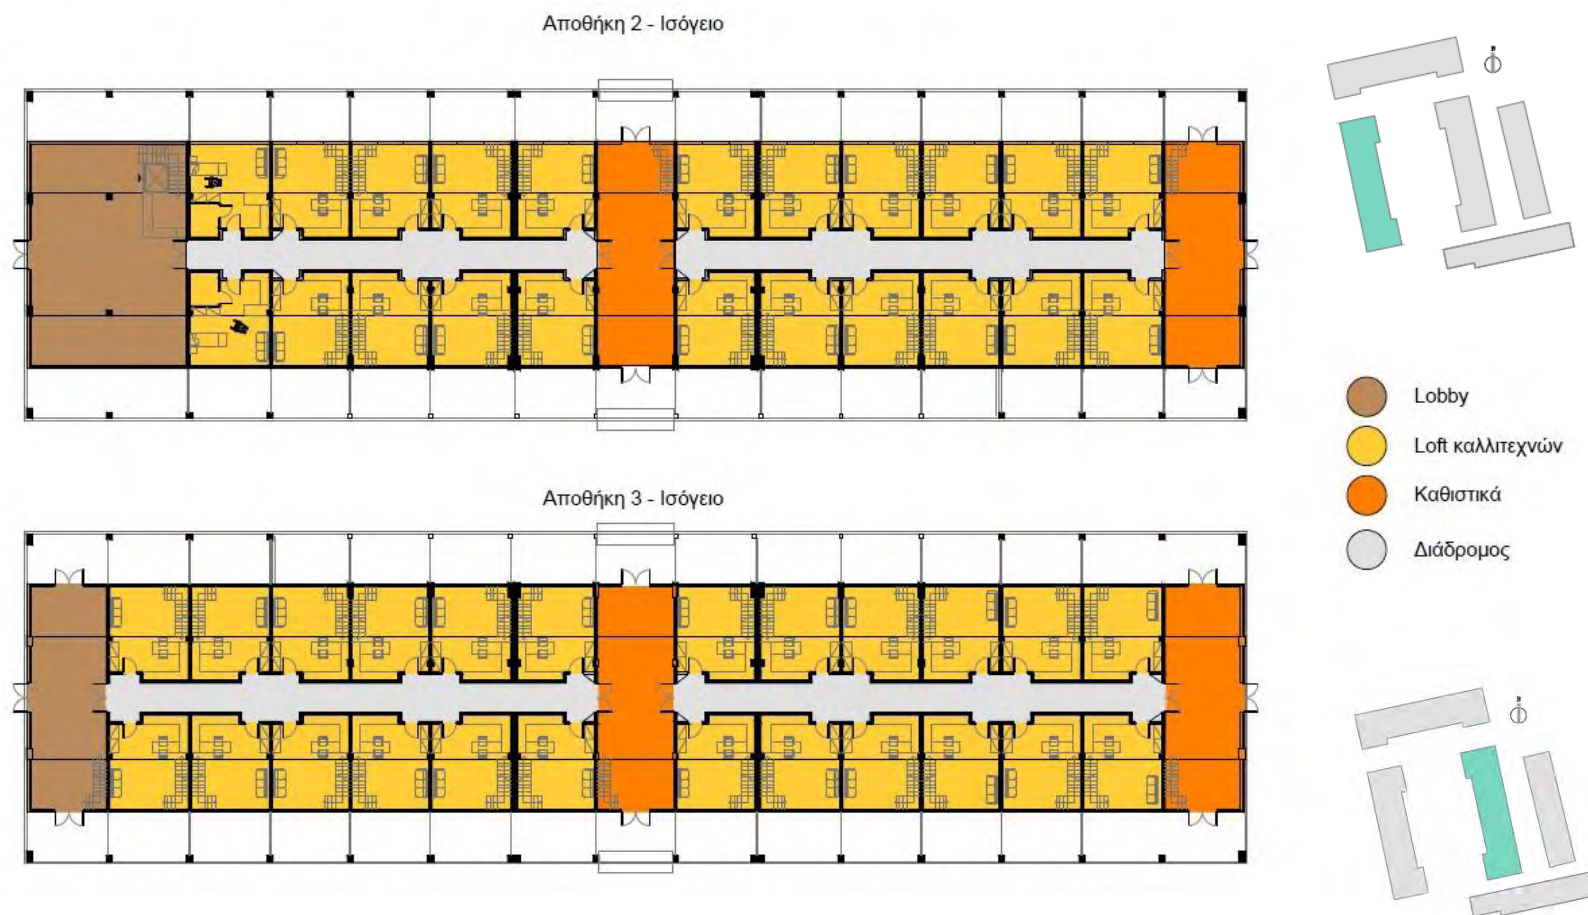 Αποθήκη 2 - Ισόγειο
Lobby
Loft καλλιτεχνών
Καθιστικά
Διάδρομος
Αποθήκη 3 - Ισόγειο